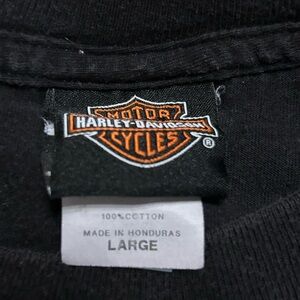 MOTOR
HARLEY-DAVIDSON
CYCLES
®
100% COTTON
MADE IN HONDURAS
LARGE